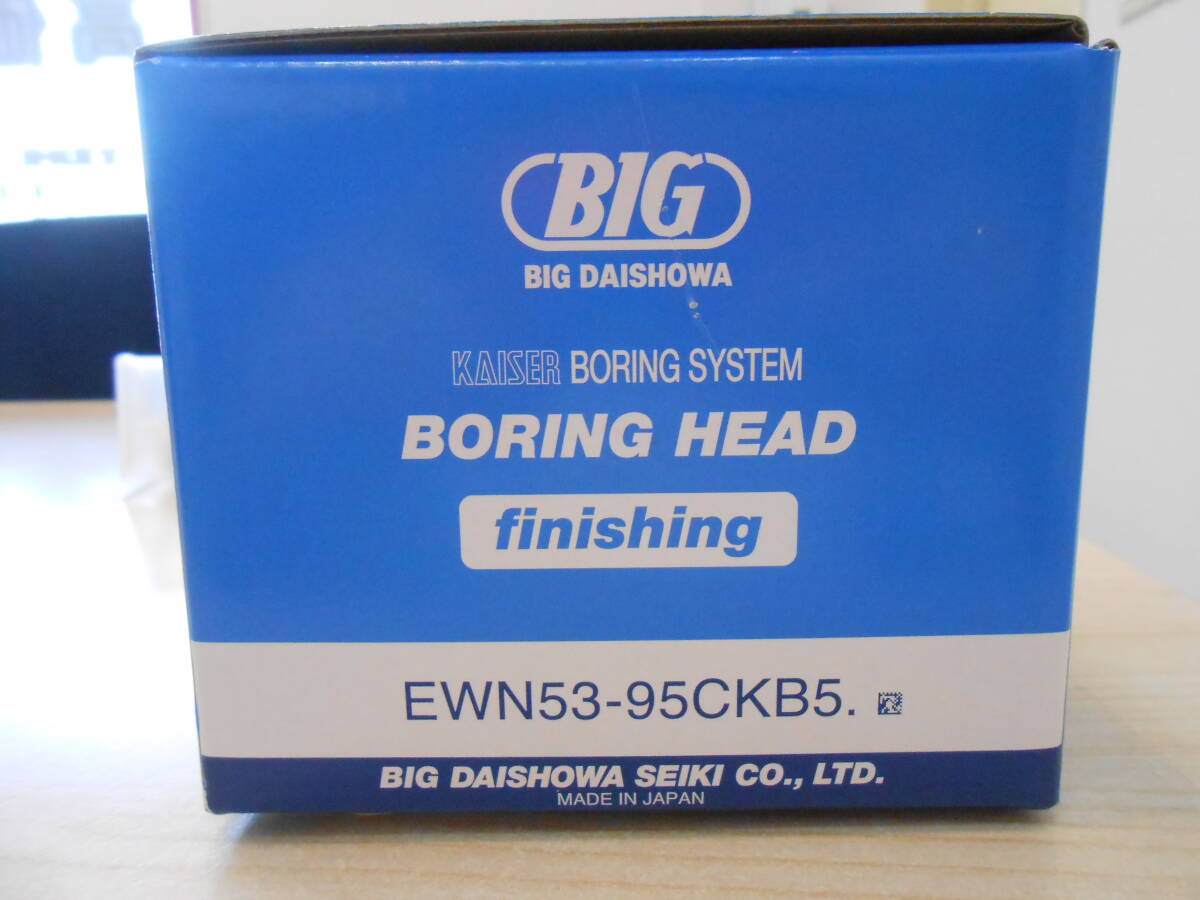 BIG
BIG DAISHOWA
KAISER BORING SYSTEM
BORING HEAD
finishing
EWN53-95CKB5.
BIG DAISHOWA SEIKI CO., LTD.
MADE IN JAPAN